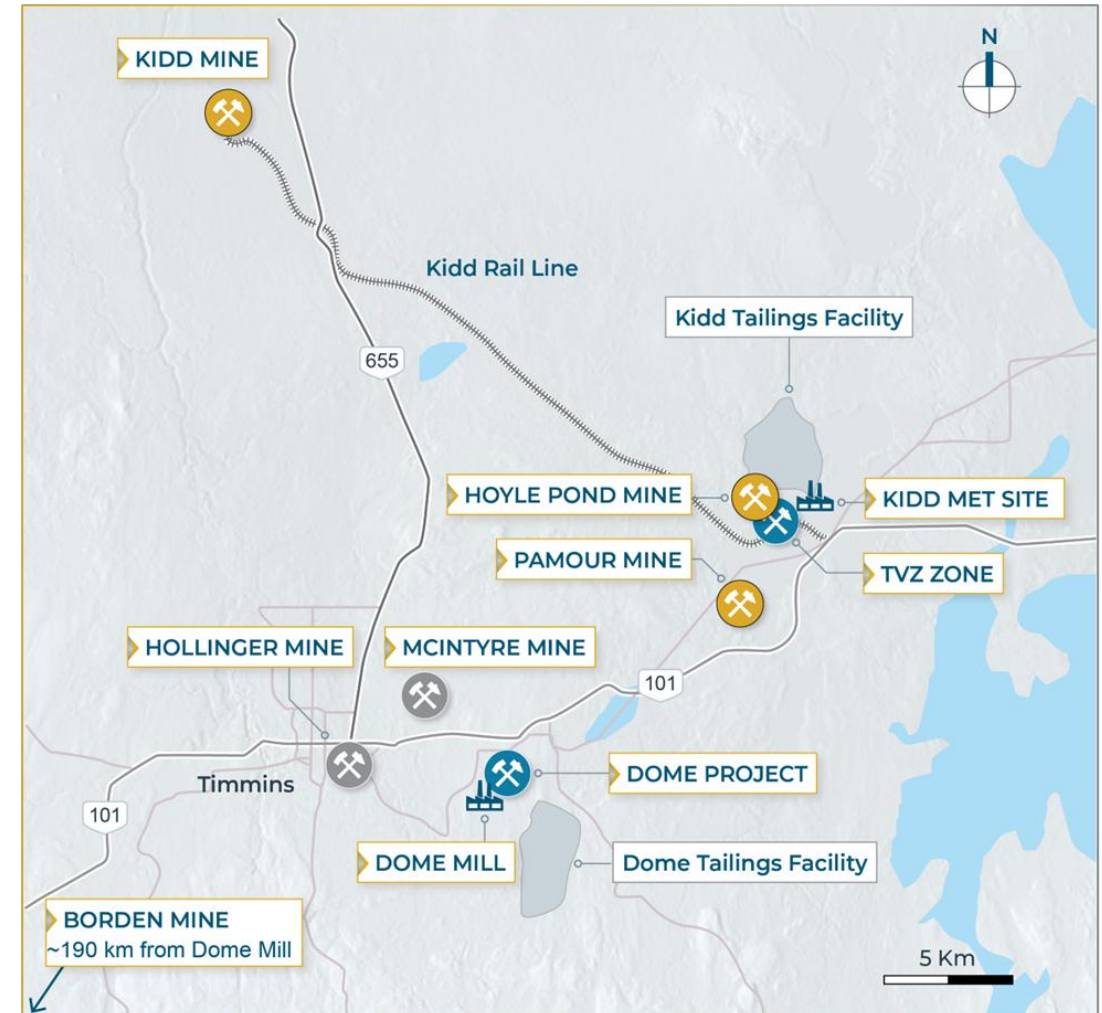 N
KIDD MINE
Kidd Rail Line
Kidd Tailings Facility
655
HOYLE POND MINE
KIDD MET SITE
PAMOUR MINE
TVZ ZONE
HOLLINGER MINE
MCINTYRE MINE
101
Timmins
DOME PROJECT
101
DOME MILL
Dome Tailings Facility
BORDEN MINE
~190 km from Dome Mill
5 Km